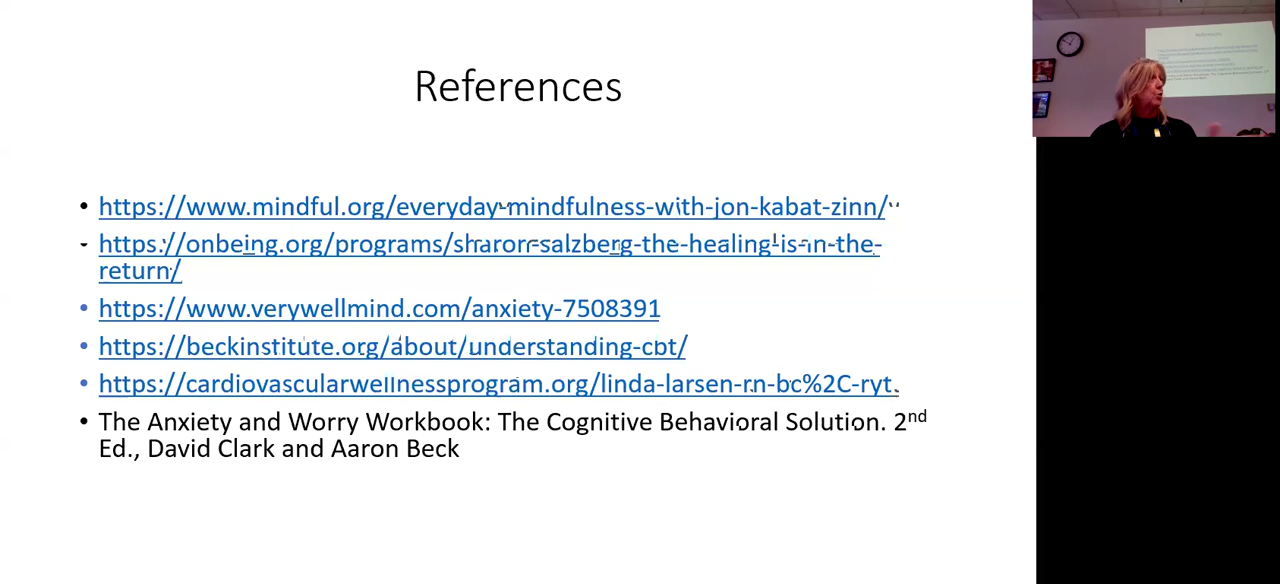 References
https://www.mindful.org/everyday-mindfulness-with-jon-kabat-zinn/
https://onbeing.org/programs/sharon-salzberg-the-healing-is-in-the-
return/
https://www.verywellmind.com/anxiety-7508391
https://beckinstitute.org/about/understanding-cbt/
https://cardiovascularwellnessprogram.org/linda-larsen-rn-bc%2C-ryt.
The Anxiety and Worry Workbook: The Cognitive Behavioral Solution. 2nd
Ed., David Clark and Aaron Beck
References